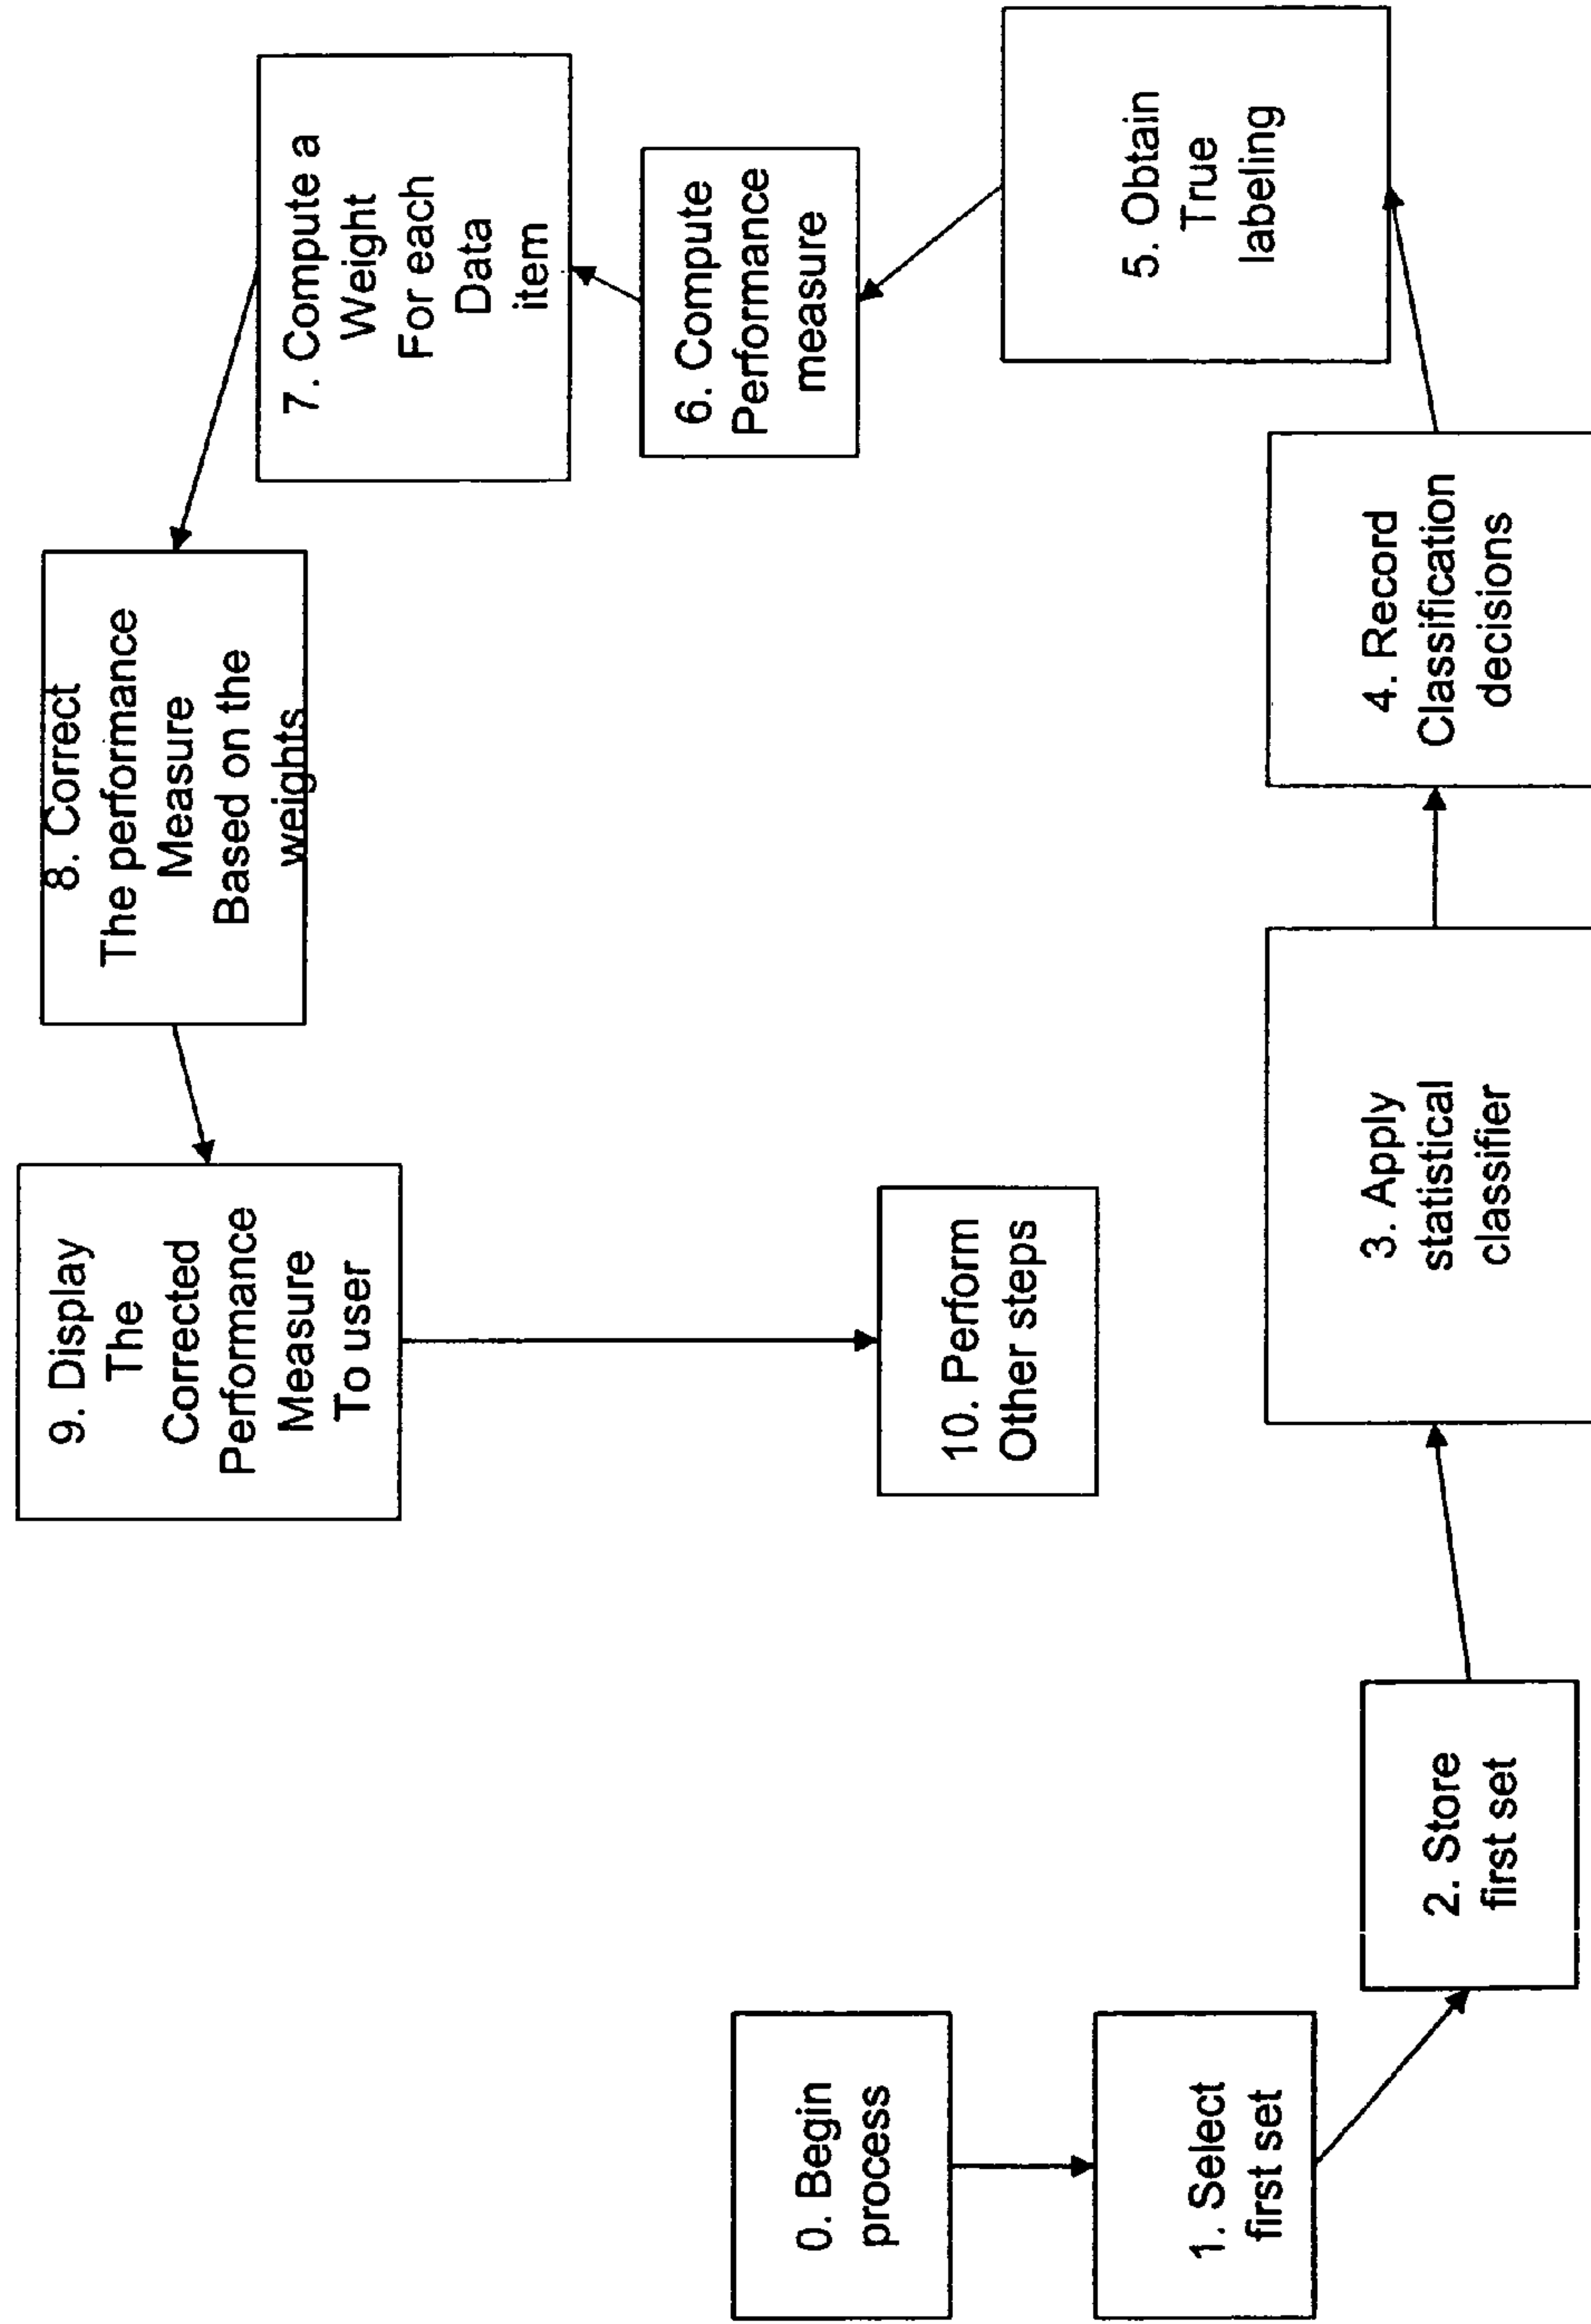 0. Begin
process
1. Select
first set
2. Store
first set
3. Apply
statistical
classifier
4. Record
Classification
decisions
5. Obtain
True
labeling
6. Compute
Performance
measure
7. Compute a
Weight
For each
Data
item
8. Correct
The performance
Measure
Based on the
weights
9. Display
The
Corrected
Performance
Measure
To user
10. Perform
Other steps